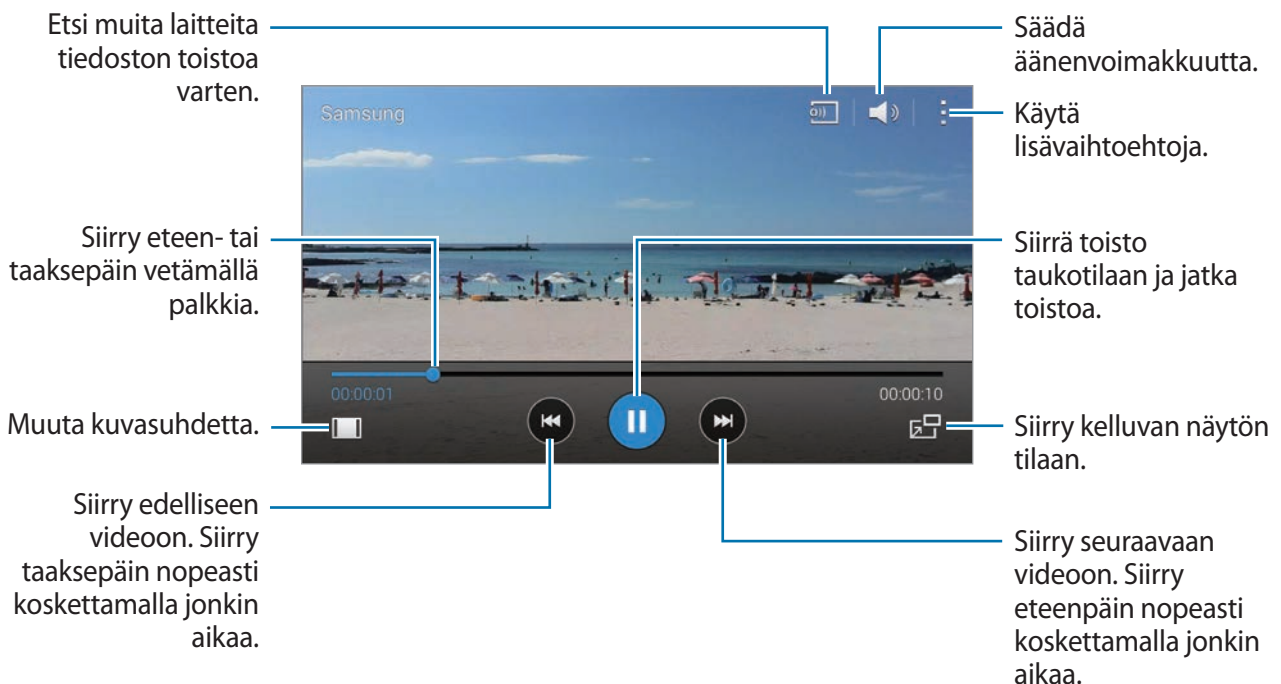 Etsi muita laitteita
tiedoston toistoa
varten.
Säädä
äänenvoimakkuutta.
Samsung
Käytä
lisävaihtoehtoja.
Siirry eteen- tai
taaksepäin vetämällä
palkkia.
Siirrä toisto
taukotilaan ja jatka
toistoa.
00:00:01
00:00:10
Muuta kuvasuhdetta.
Siirry kelluvan näytön
tilaan.
Siirry edelliseen
videoon. Siirry
taaksepäin nopeasti
koskettamalla jonkin
aikaa.
Siirry seuraavaan
videoon. Siirry
eteenpäin nopeasti
koskettamalla jonkin
aikaa.